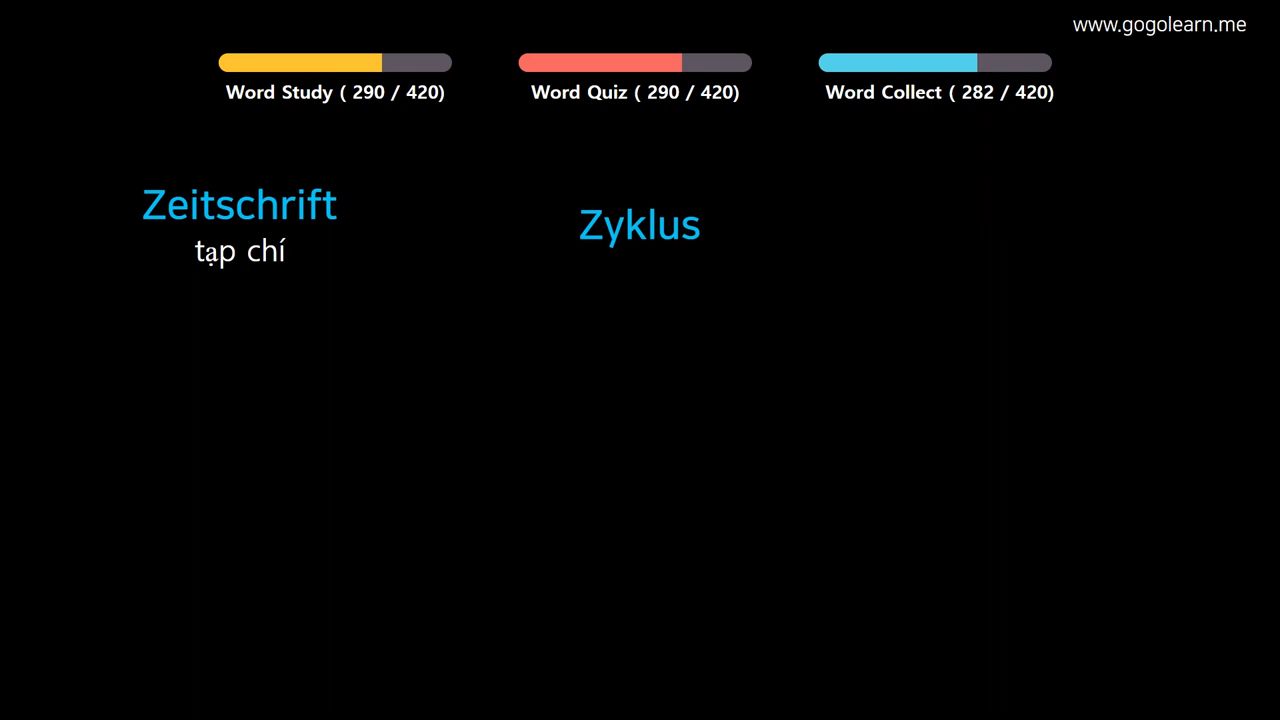 www.gogolearn.me
Word Study ( 290 / 420)
Word Quiz ( 290 / 420)
Word Collect ( 282 / 420)
Zeitschrift
tạp chí
Zyklus